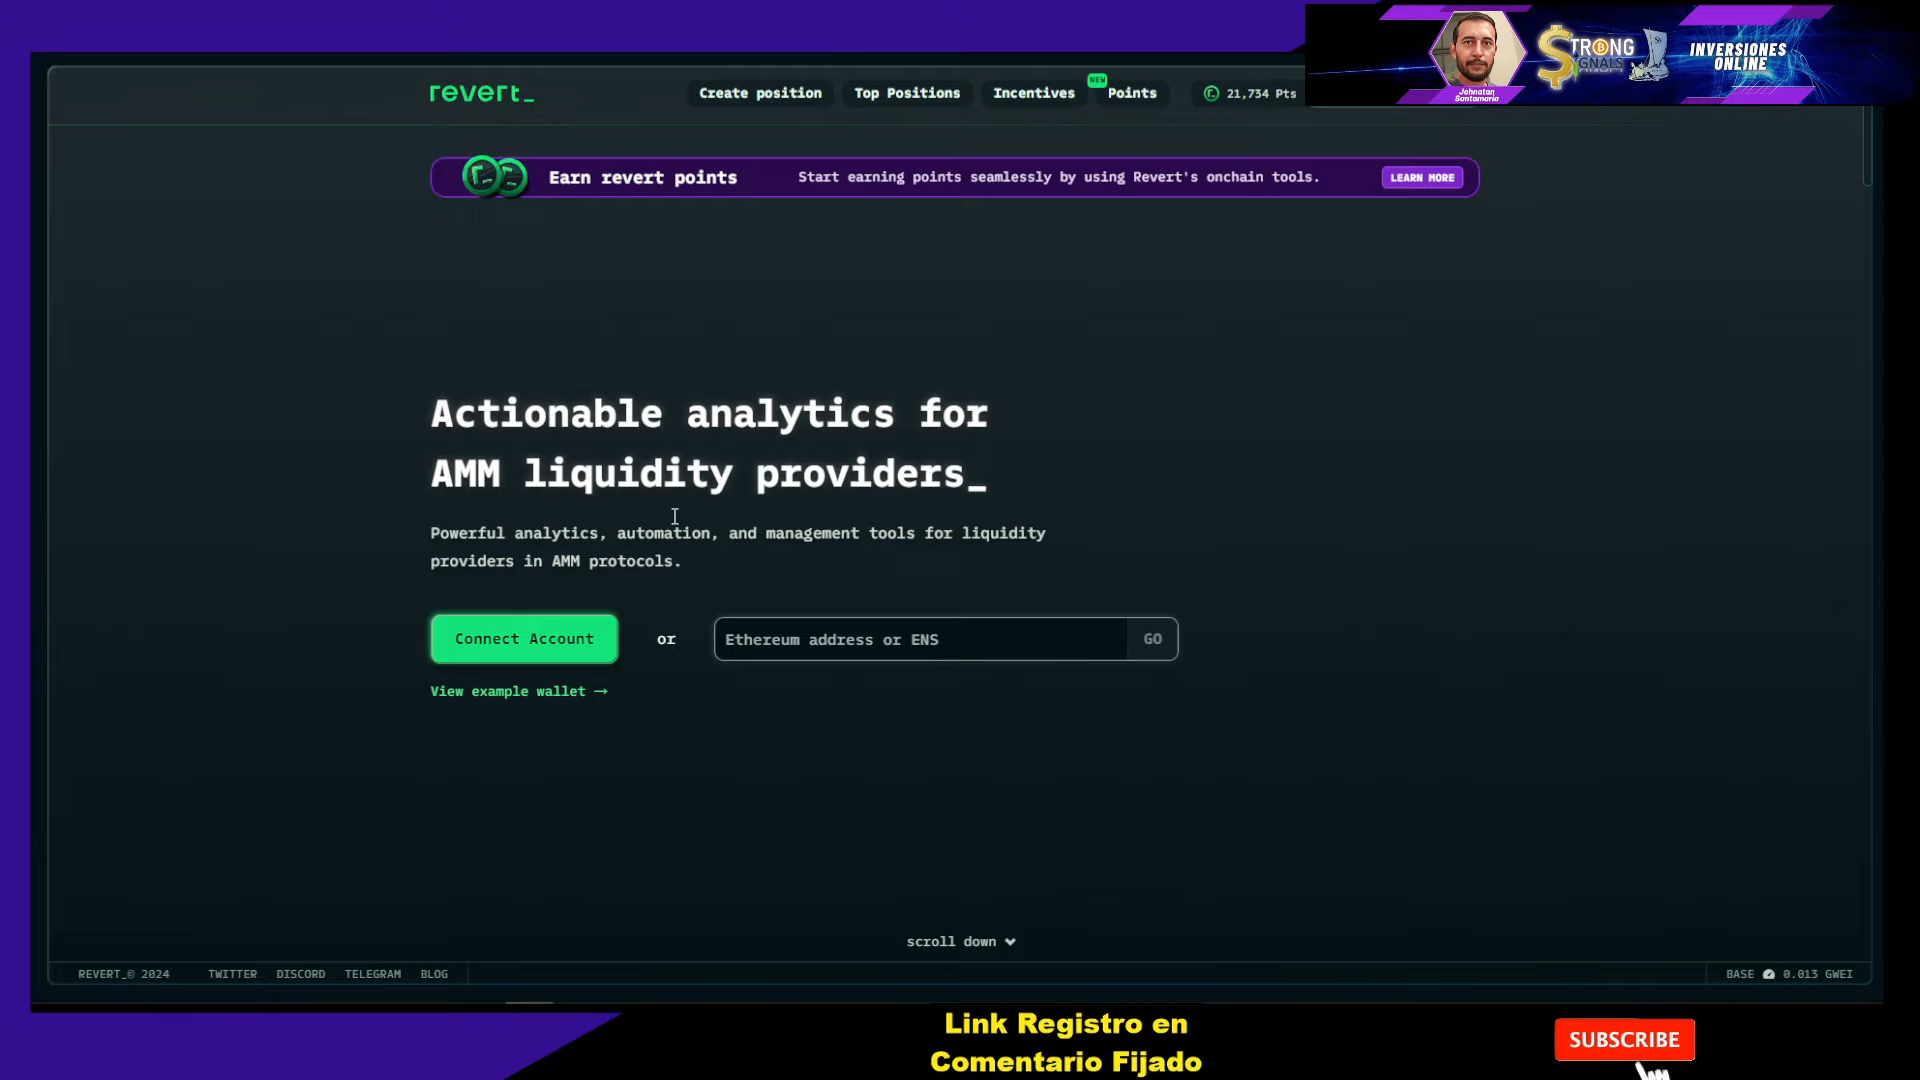 revert_
Create position
Top Positions
Incentives
NEW
Points
21,734 Pts
Johnatan
Santamaria
$TRONG
SIGNALS
INVERSIONES
ONLINE
Earn revert points
Start earning points seamlessly by using Revert's onchain tools.
LEARN MORE
Actionable analytics for
AMM liquidity providers_
Powerful analytics, automation, and management tools for liquidity
providers in AMM protocols.
Connect Account
or
Ethereum address or ENS
GO
View example wallet →
scroll down
REVERT_© 2024
TWITTER
DISCORD
TELEGRAM
BLOG
BASE
0.013 GWEI
Link Registro en
Comentario Fijado
SUBSCRIBE